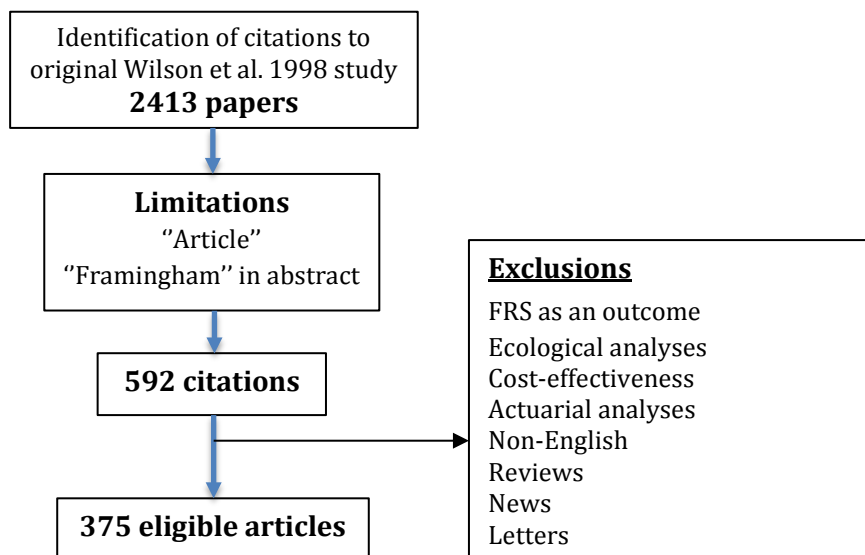 Identification of citations to
original Wilson et al. 1998 study
2413 papers
Limitations
‘’Article’’
‘’Framingham’’ in abstract
592 citations
Exclusions
FRS as an outcome
Ecological analyses
Cost-effectiveness
Actuarial analyses
Non-English
Reviews
News
Letters
375 eligible articles